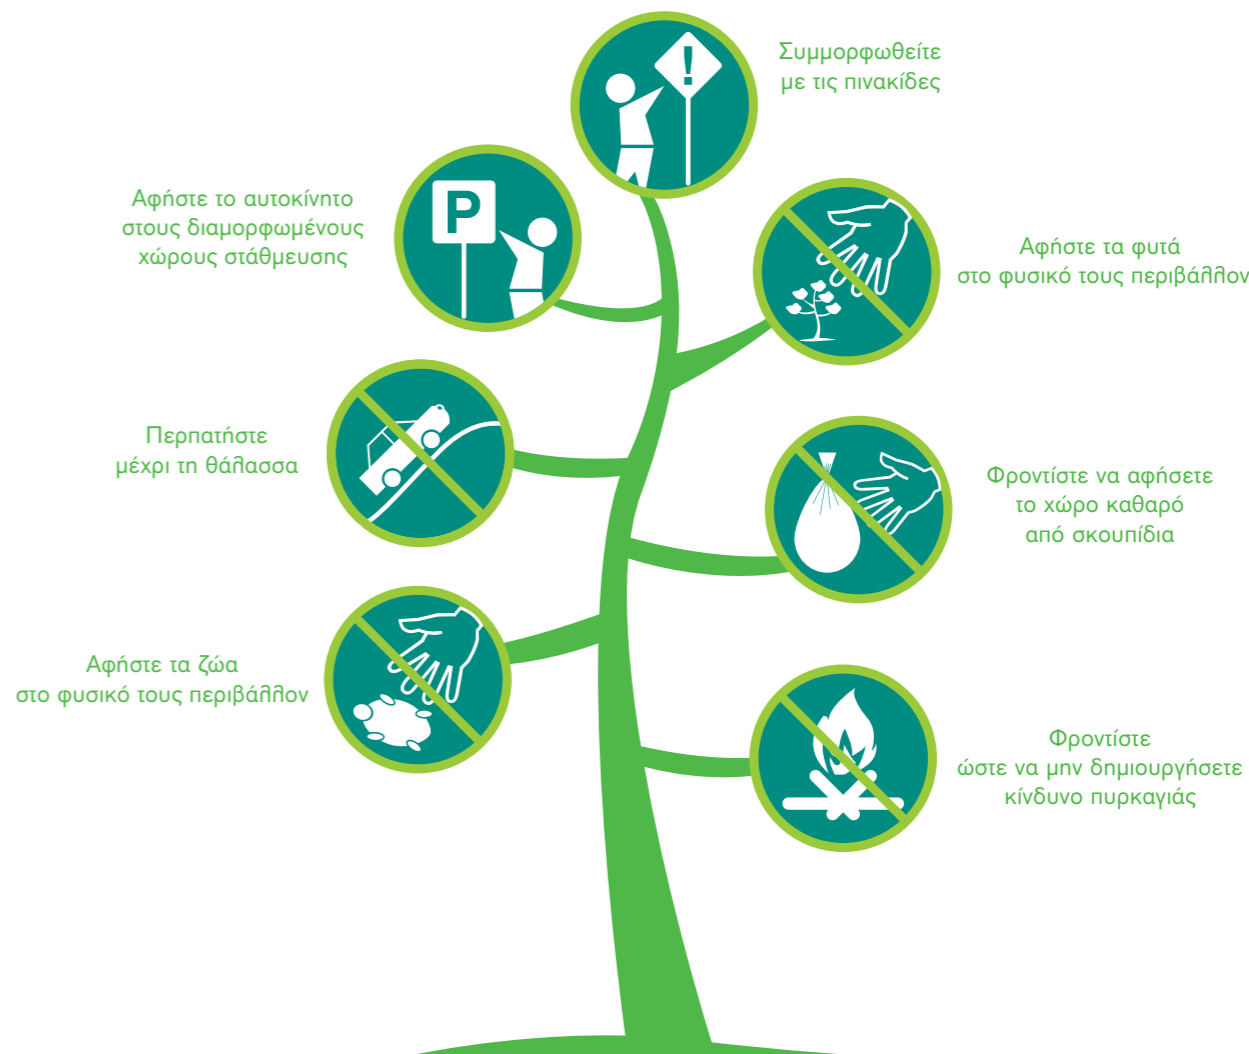 Συμμορφωθείτε
με τις πινακίδες
!
P
Αφήστε το αυτοκίνητο
στους διαμορφωμένους
χώρους στάθμευσης
Αφήστε τα φυτά
στο φυσικό τους περιβάλλον
Περπατήστε
μέχρι τη θάλασσα
Φροντίστε να αφήσετε
το χώρο καθαρό
από σκουπίδια
Αφήστε τα ζώα
στο φυσικό τους περιβάλλον
Φροντίστε
ώστε να μην δημιουργήσετε
κίνδυνο πυρκαγιάς